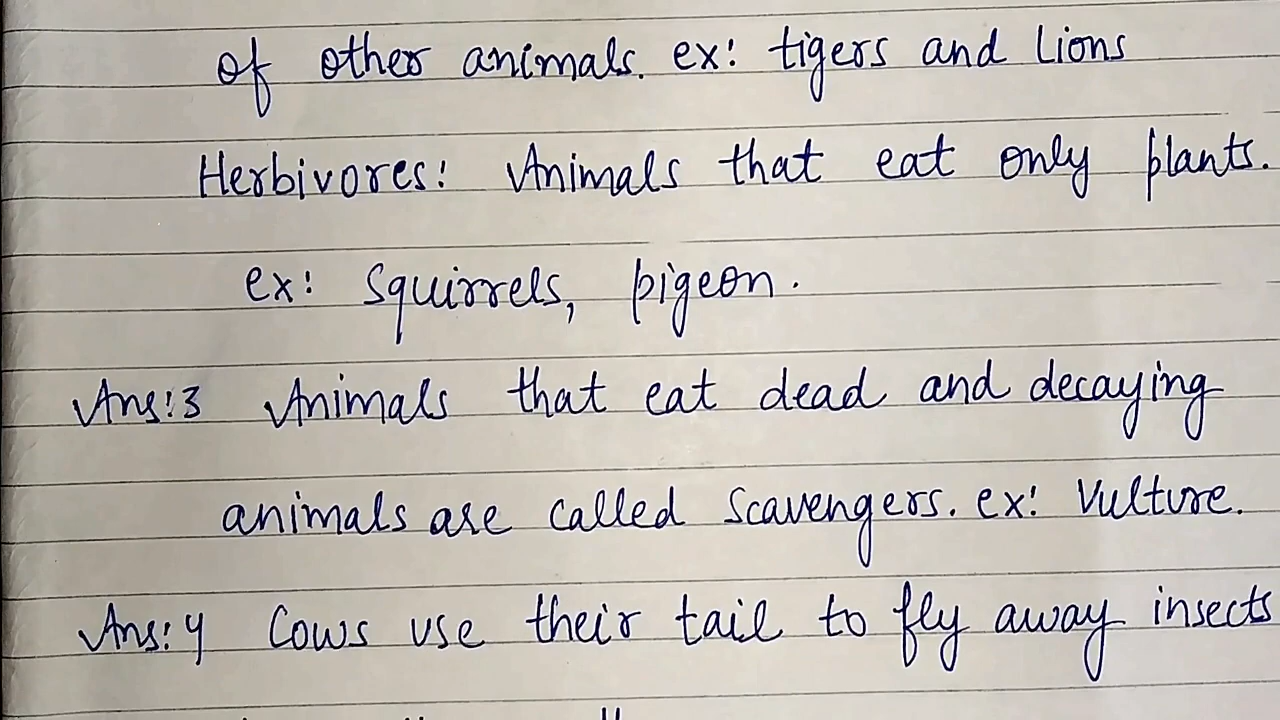 of other animals. ex: tigers and Lions
Herbivores: Animals that eat only plants.
ex: Squirrels, pigeon.
Ans:3 Animals that eat dead and decaying
animals are called Scavengers. ex: Vulture.
Ans:4 Cows use their tail to fly away insects